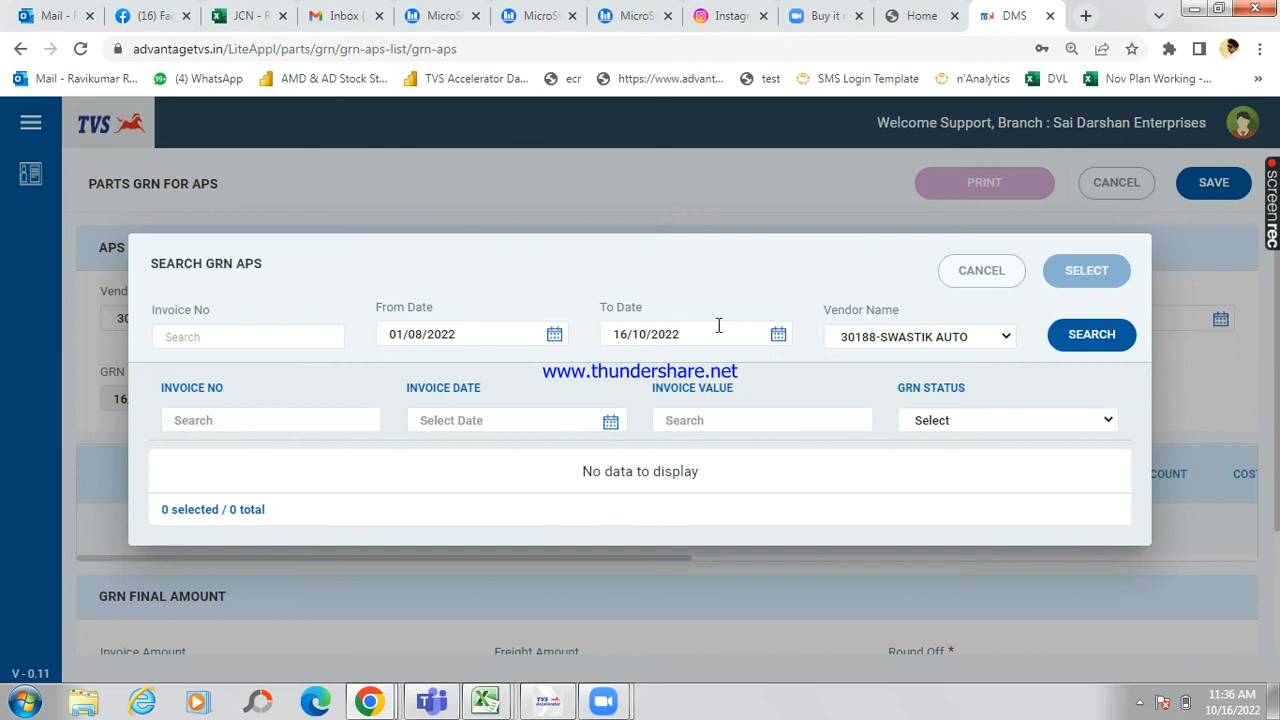 Mail - (16) Fac JCN - R Inbox ( MicroS MicroS MicroS Instag Buy it Home DMS
advantagetvs.in/LiteAppl/parts/grn/grn-aps-list/grn-aps
Mail - Ravikumar R... (4) WhatsApp AMD & AD Stock St... TVS Accelerator Da... ecr https://www.advant... test SMS Login Template n'Analytics DVL Nov Plan Working -... »
TVS Welcome Support, Branch : Sai Darshan Enterprises
PARTS GRN FOR APS PRINT CANCEL SAVE
screenrec
APS
SEARCH GRN APS CANCEL SELECT
Vend
Invoice No From Date To Date Vendor Name
30
Search 01/08/2022 16/10/2022 30188-SWASTIK AUTO SEARCH
www.thundershare.net
GRN
INVOICE NO INVOICE DATE INVOICE VALUE GRN STATUS
16
Search Select Date Search Select
No data to display
COUNT COS
0 selected / 0 total
GRN FINAL AMOUNT
Invoice Amount Freight Amount Round Off *
V - 0.11
11:36 AM
10/16/2022